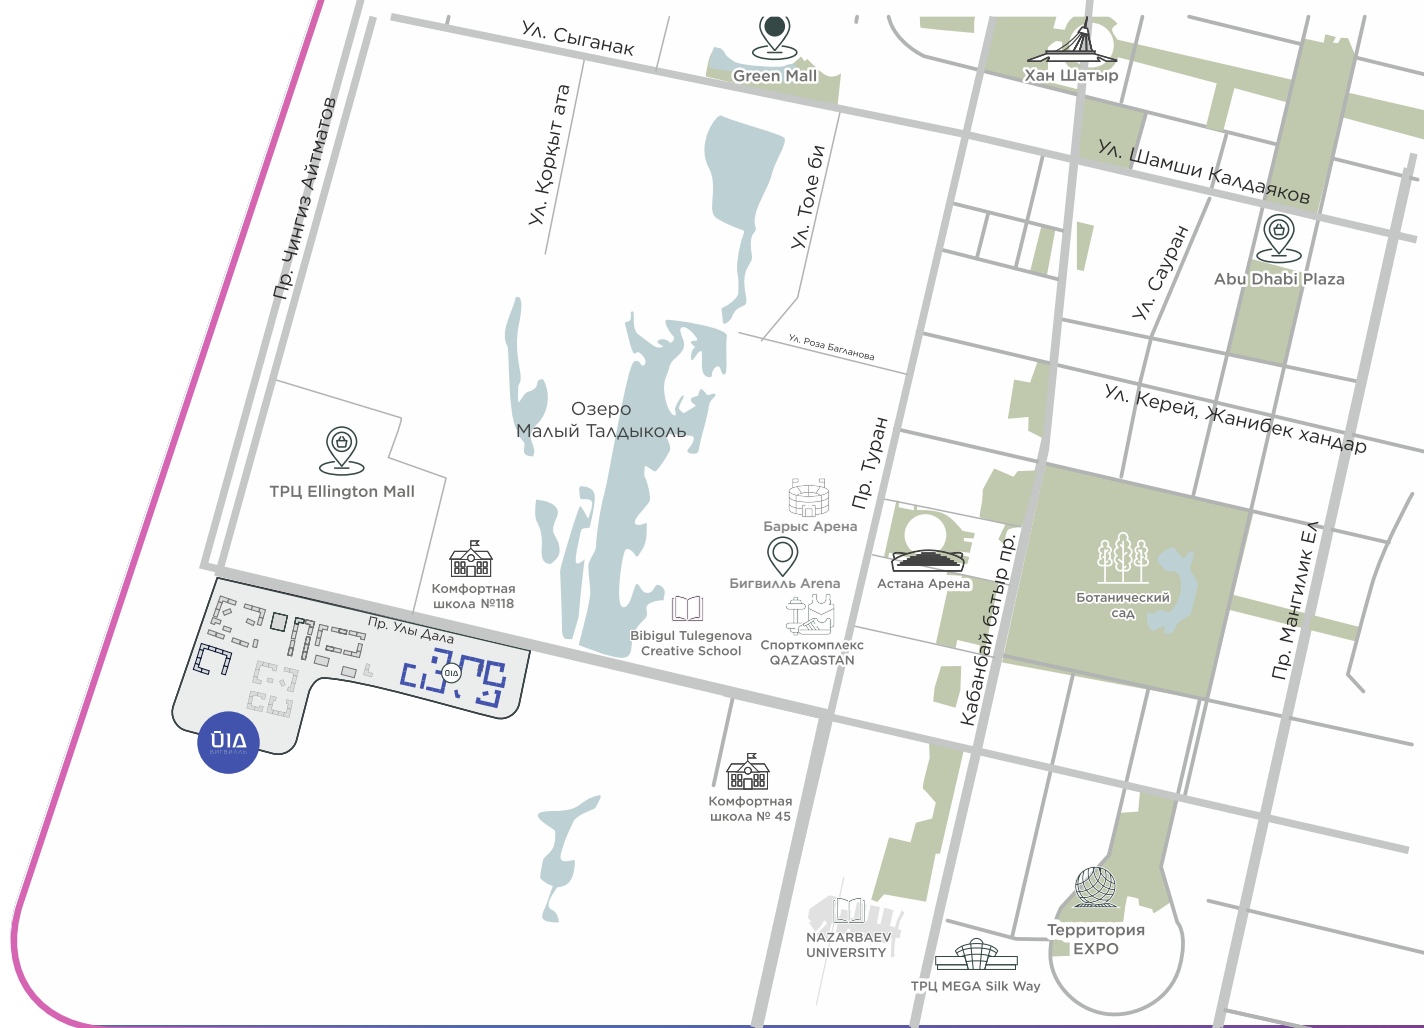 Ул. Сыганак
Green Mall
Хан Шатыр
Пр. Чингиз Айтматов
Ул. Қорқыт ата
Ул. Толе би
Ул. Шамши Калдаяков
Ул. Сауран
Abu Dhabi Plaza
Ул. Роза Багланова
Озеро
Малый Талдыколь
Ул. Керей, Жанибек хандар
Пр. Туран
ТРЦ Ellington Mall
Барыс Арена
Бигвилль Arena
Астана Арена
Комфортная
школа №118
Bibigul Tulegenova
Creative School
Спорткомплекс
QAZAQSTAN
Ботанический
сад
Кабанбай батыр пр.
Пр. Мангилик Ел
Пр. Улы Дала
ŪIΔ
ŪIΔ
БИГВИЛЛЬ
Комфортная
школа № 45
NAZARBAEV
UNIVERSITY
Территория
EXPO
ТРЦ MEGA Silk Way